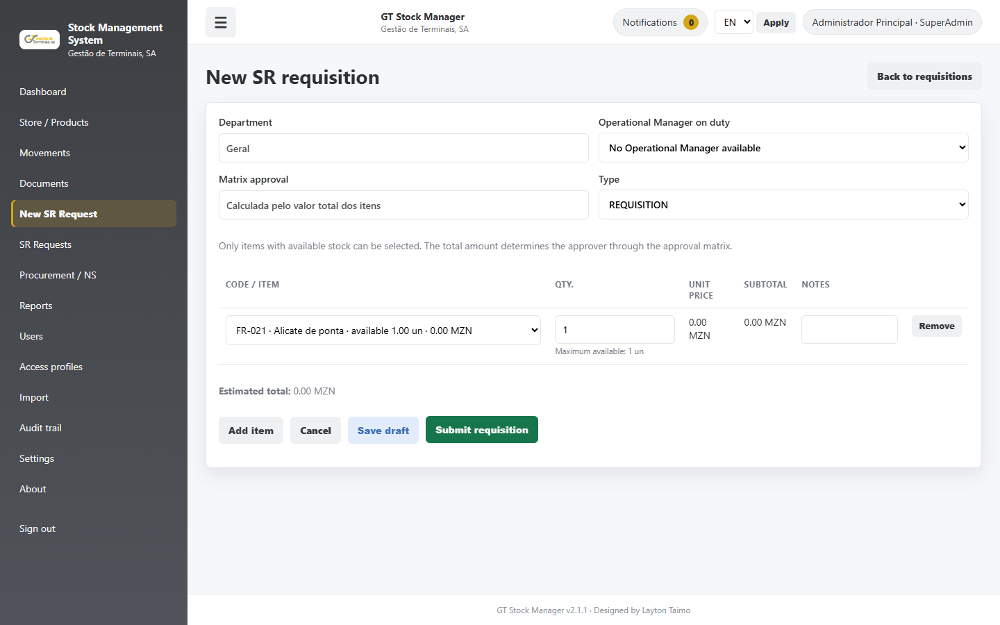 Stock Management
System
Gestão de Terminais, SA
Dashboard
Store / Products
Movements
Documents
New SR Request
SR Requests
Procurement / NS
Reports
Users
Access profiles
Import
Audit trail
Settings
About
Sign out
GT Stock Manager
Gestão de Terminais, SA
Notifications 0
EN
Apply
Administrador Principal · SuperAdmin
New SR requisition
Back to requisitions
Department
Geral
Operational Manager on duty
No Operational Manager available
Matrix approval
Calculada pelo valor total dos itens
Type
REQUISITION
Only items with available stock can be selected. The total amount determines the approver through the approval matrix.
CODE / ITEM QTY. UNIT PRICE SUBTOTAL NOTES
FR-021 · Alicate de ponta · available 1.00 un · 0.00 MZN
1
Maximum available: 1 un
0.00
MZN
0.00 MZN
Remove
Estimated total: 0.00 MZN
Add item
Cancel
Save draft
Submit requisition
GT Stock Manager v2.1.1 · Designed by Layton Taimo